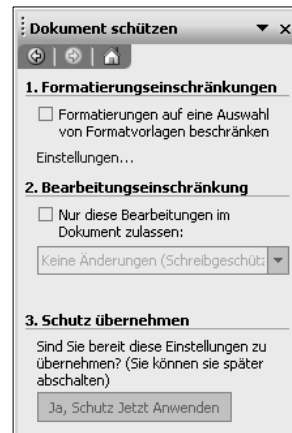 Dokument schützen
1. Formatierungseinschränkungen
Formatierungen auf eine Auswahl
von Formatvorlagen beschränken
Einstellungen...
2. Bearbeitungseinschränkung
Nur diese Bearbeitungen im
Dokument zulassen:
Keine Änderungen (Schreibgeschütz
3. Schutz übernehmen
Sind Sie bereit diese Einstellungen zu
übernehmen? (Sie können sie später
abschalten)
Ja, Schutz Jetzt Anwenden